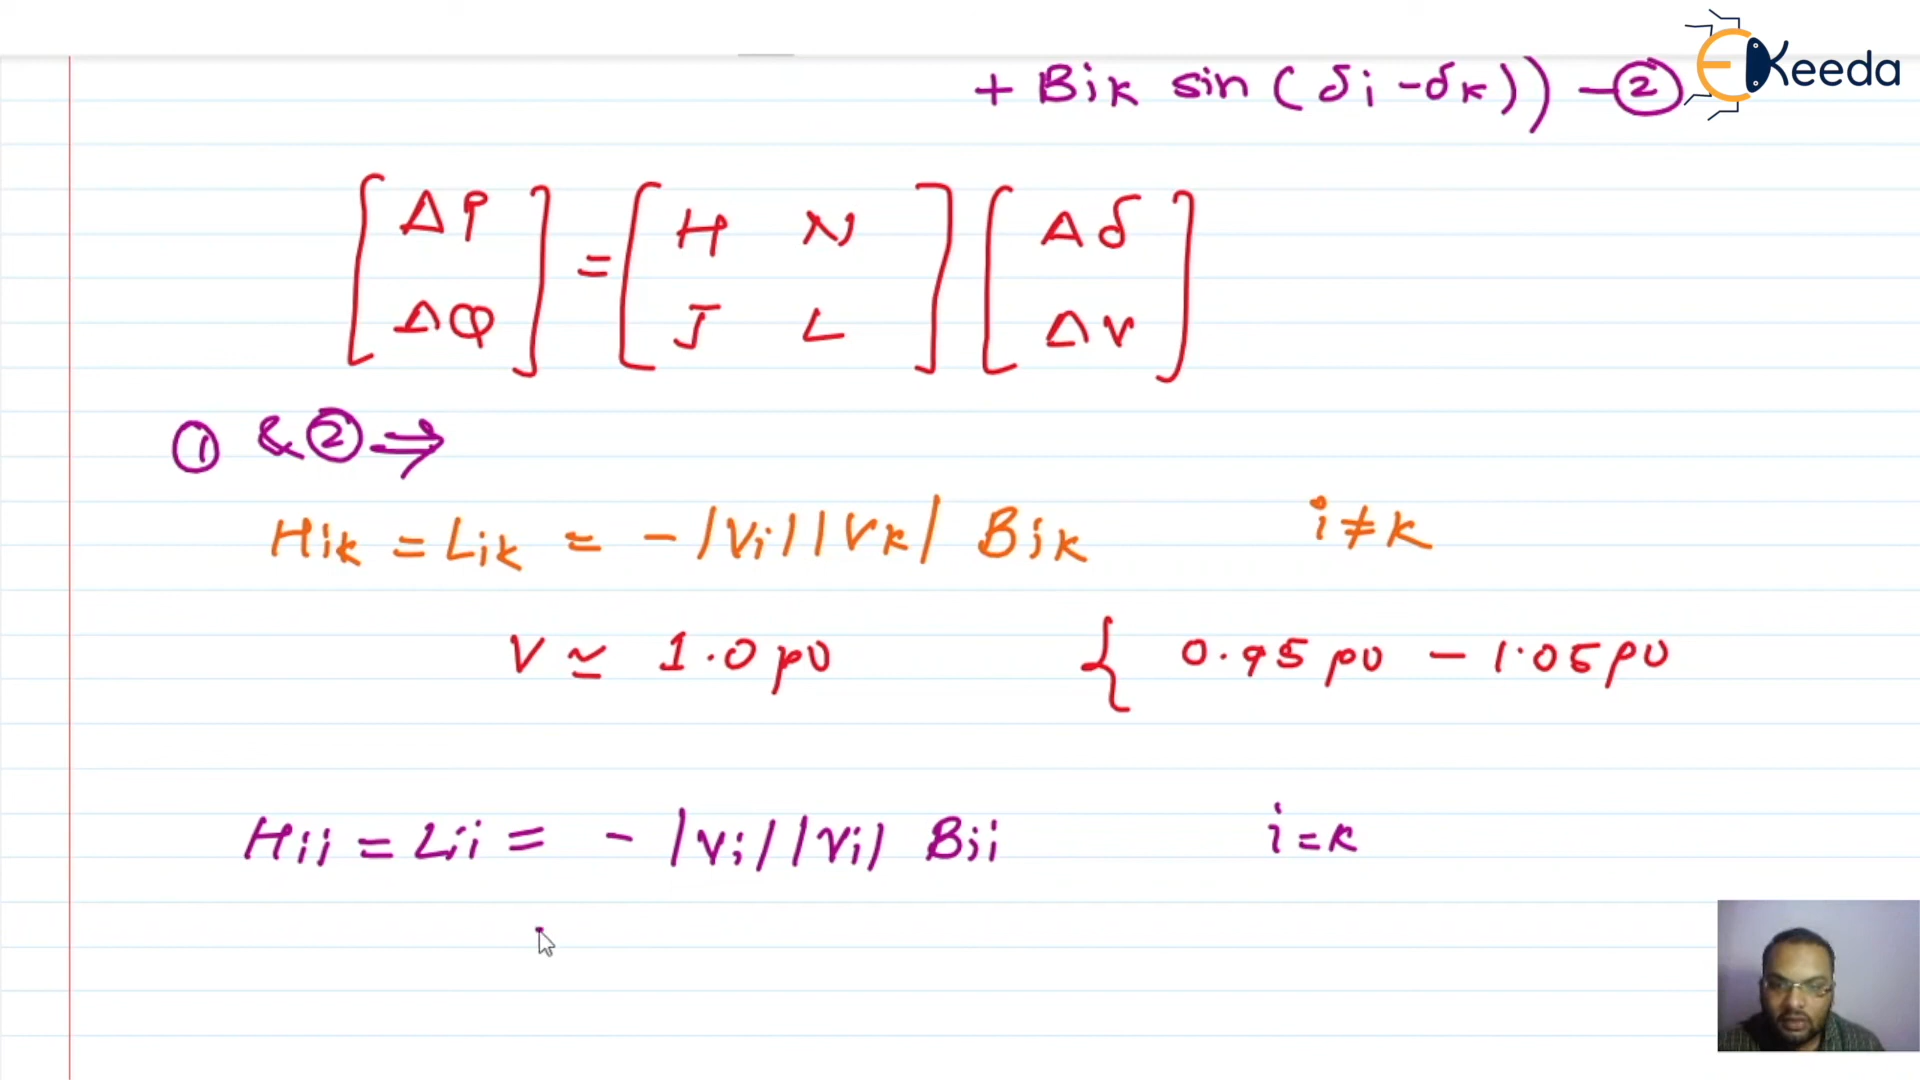 EKeeda
+ Bik sin (δi - δk)) - ②
[ΔP ΔQ] = [H N J L] [Δδ ΔV]
① & ② ⇒
Hik = Lik = - |Vi| |Vk| Bik i ≠ k
V ≃ 1.0 pu { 0.95 pu - 1.05 pu
Hii = Lii = - |Vi| |Vi| Bii i = k